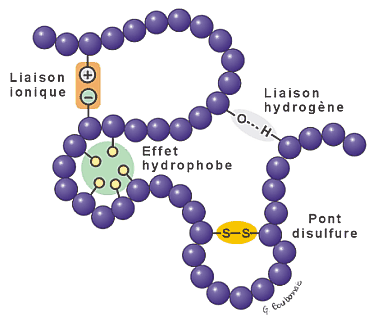 Liaison
ionique
+
−
Liaison
hydrogène
O H
Effet
hydrophobe
Pont
disulfure
S S